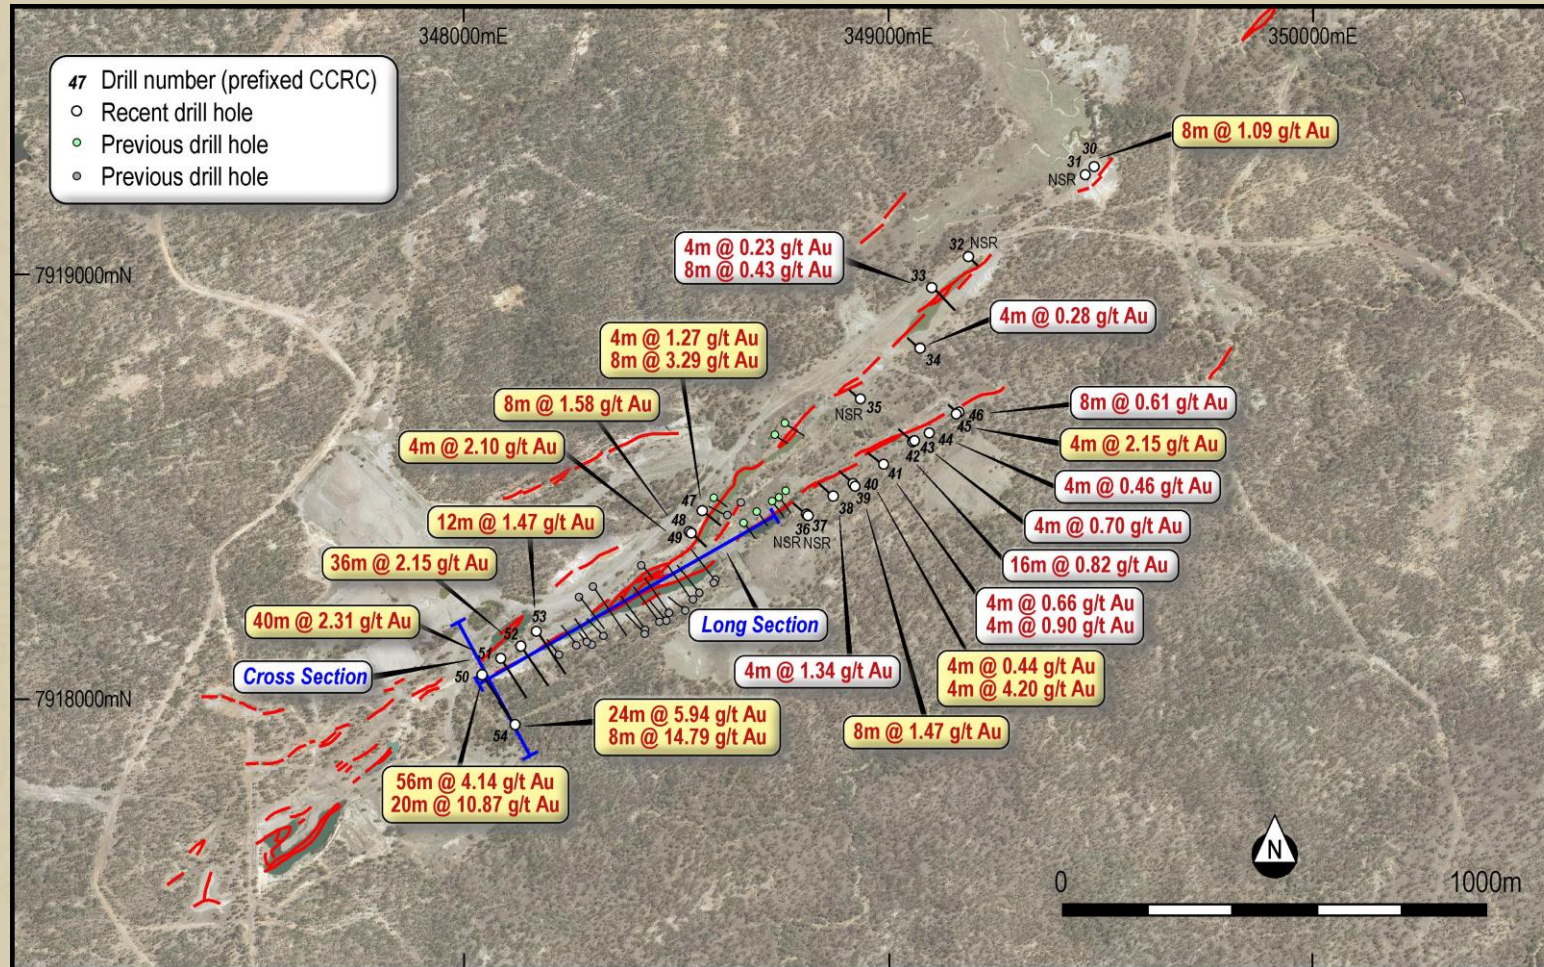 348000mE
349000mE
350000mE
47 Drill number (prefixed CCRC)
Recent drill hole
Previous drill hole
Previous drill hole
8m @ 1.09 g/t Au
30
31
NSR
4m @ 0.23 g/t Au
8m @ 0.43 g/t Au
32 NSR
33
7919000mN
4m @ 0.28 g/t Au
34
4m @ 1.27 g/t Au
8m @ 3.29 g/t Au
35
NSR
8m @ 1.58 g/t Au
8m @ 0.61 g/t Au
46
45
4m @ 2.10 g/t Au
4m @ 2.15 g/t Au
44
43
42
41
4m @ 0.46 g/t Au
40
39
38
47
48
49
36 37
NSR NSR
12m @ 1.47 g/t Au
4m @ 0.70 g/t Au
36m @ 2.15 g/t Au
16m @ 0.82 g/t Au
4m @ 0.66 g/t Au
4m @ 0.90 g/t Au
40m @ 2.31 g/t Au
Long Section
53
52
51
50
Cross Section
4m @ 1.34 g/t Au
4m @ 0.44 g/t Au
4m @ 4.20 g/t Au
7918000mN
24m @ 5.94 g/t Au
8m @ 14.79 g/t Au
54
8m @ 1.47 g/t Au
56m @ 4.14 g/t Au
20m @ 10.87 g/t Au
N
0
1000m